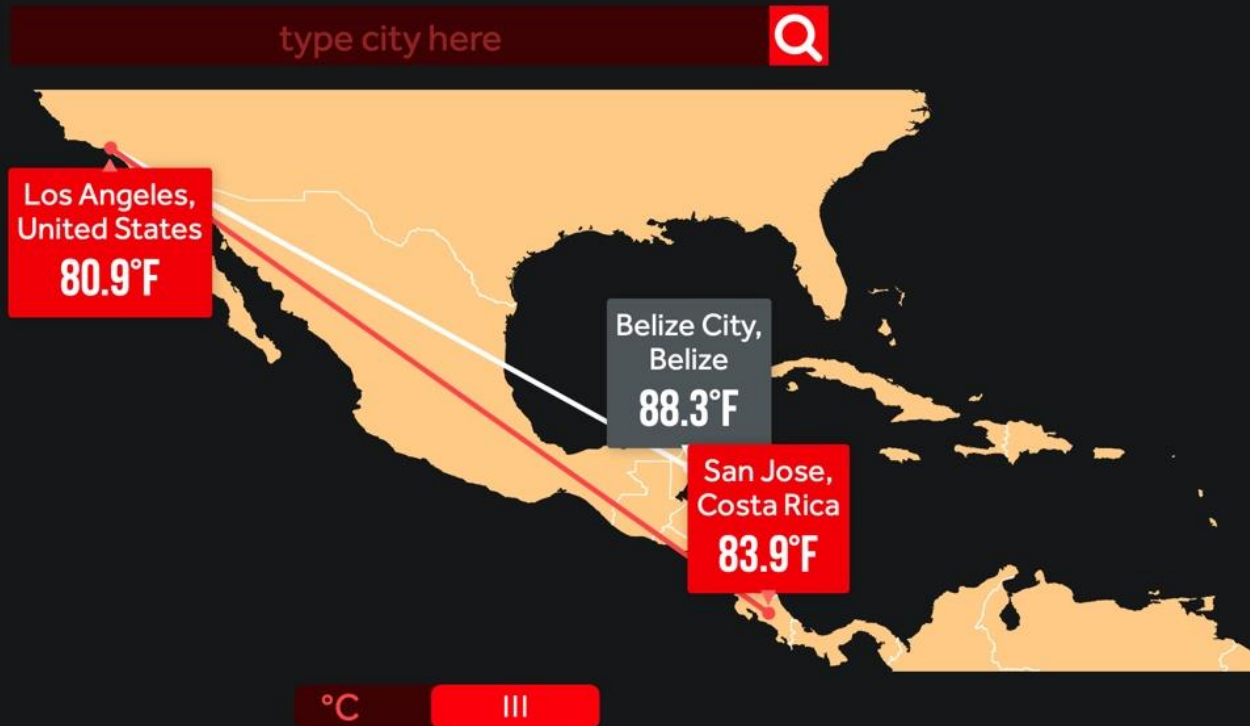 type city here
Los Angeles,
United States
80.9°F
Belize City,
Belize
88.3°F
San Jose,
Costa Rica
83.9°F
°C